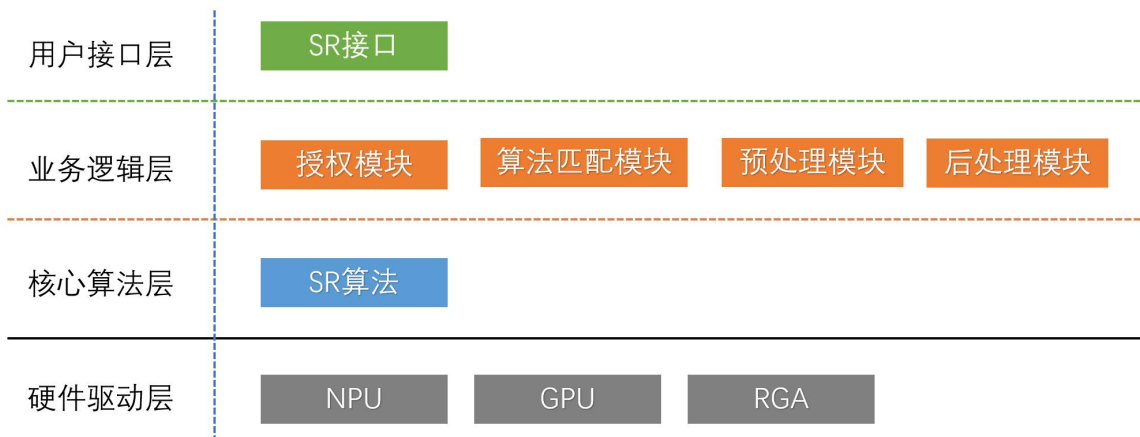 用户接口层
SR接口
业务逻辑层
授权模块
算法匹配模块
预处理模块
后处理模块
核心算法层
SR算法
硬件驱动层
NPU
GPU
RGA